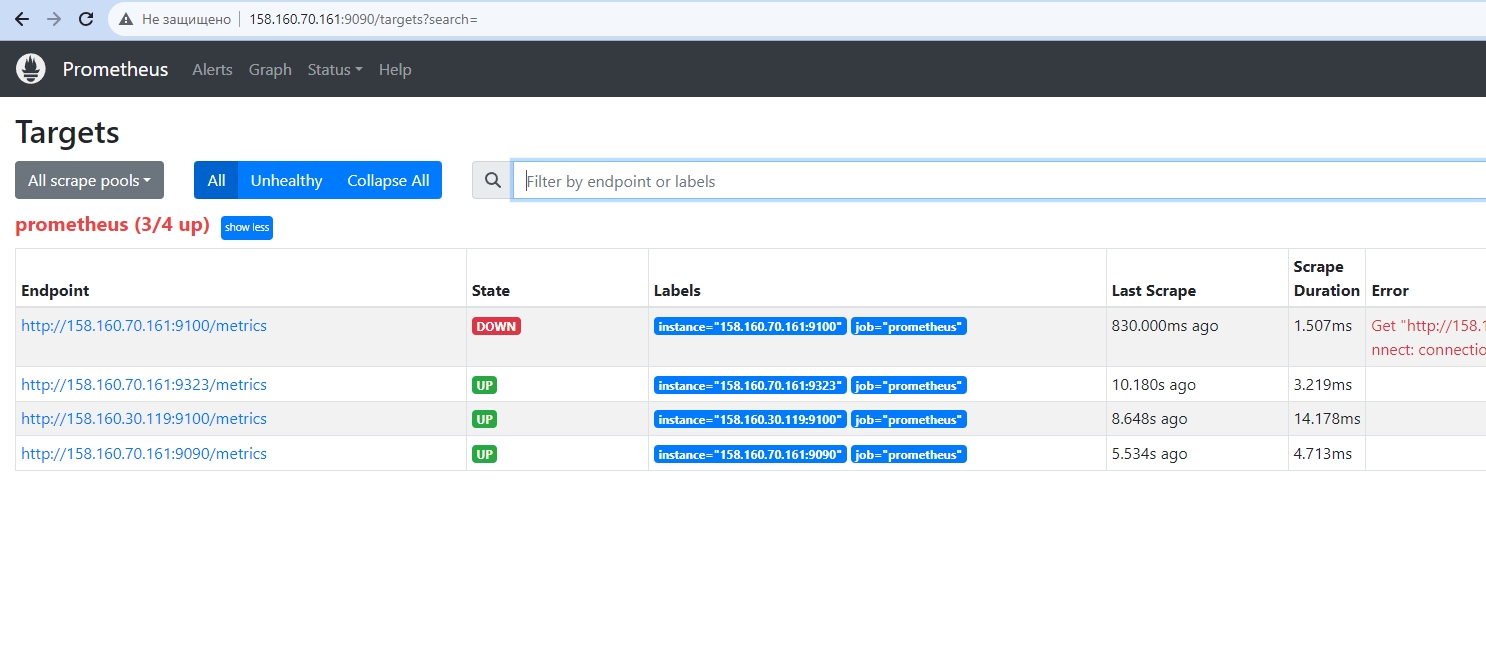 Не защищено 158.160.70.161:9090/targets?search=
Prometheus Alerts Graph Status Help
Targets
All scrape pools All Unhealthy Collapse All Filter by endpoint or labels
prometheus (3/4 up) show less
Endpoint State Labels Last Scrape Scrape Duration Error
http://158.160.70.161:9100/metrics DOWN instance="158.160.70.161:9100" job="prometheus" 830.000ms ago 1.507ms Get "http://158.1
nnect: connectio
http://158.160.70.161:9323/metrics UP instance="158.160.70.161:9323" job="prometheus" 10.180s ago 3.219ms
http://158.160.30.119:9100/metrics UP instance="158.160.30.119:9100" job="prometheus" 8.648s ago 14.178ms
http://158.160.70.161:9090/metrics UP instance="158.160.70.161:9090" job="prometheus" 5.534s ago 4.713ms